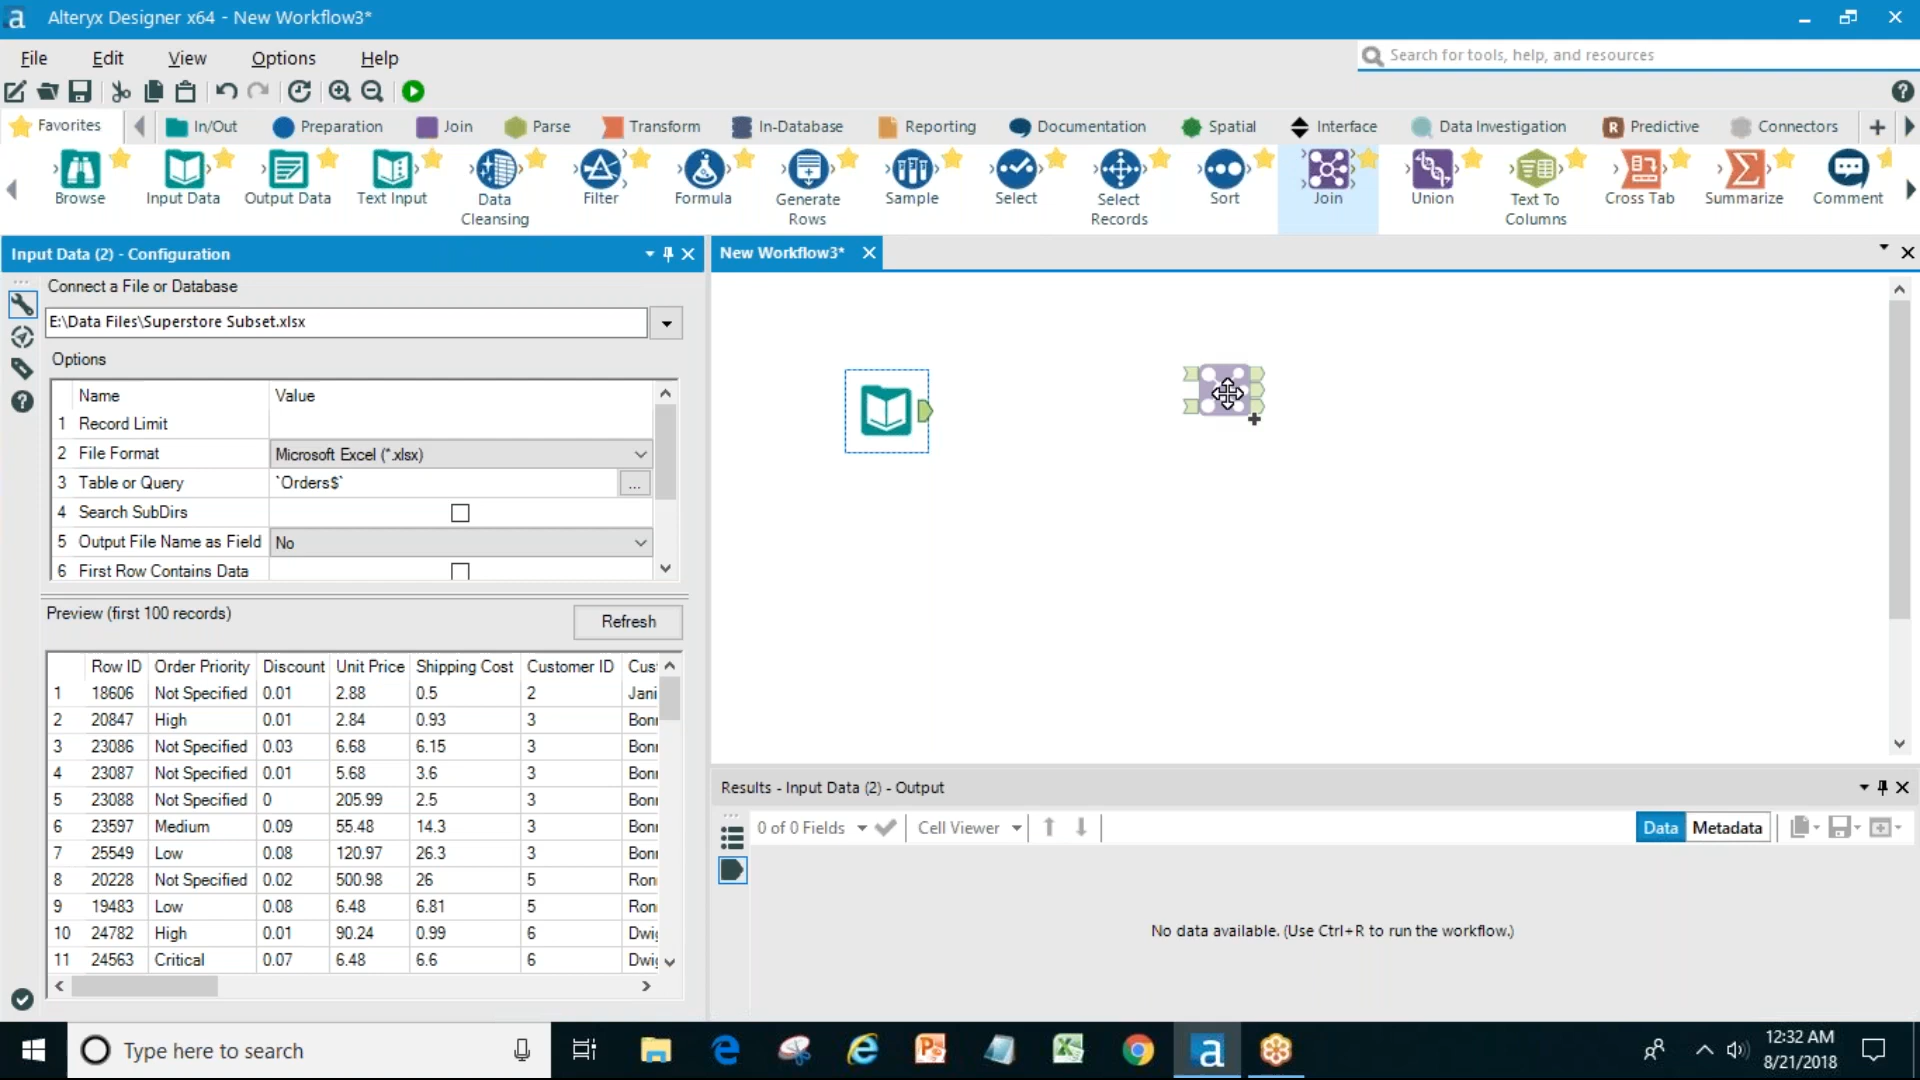 Alteryx Designer x64 - New Workflow3*
File Edit View Options Help
Search for tools, help, and resources
Favorites In/Out Preparation Join Parse Transform In-Database Reporting Documentation Spatial Interface Data Investigation Predictive Connectors
Browse Input Data Output Data Text Input Data Cleansing Filter Formula Generate Rows Sample Select Select Records Sort Join Union Text To Columns Cross Tab Summarize Comment
Input Data (2) - Configuration
New Workflow3*
Connect a File or Database
E:\Data Files\Superstore Subset.xlsx
Options
Name Value
1 Record Limit
2 File Format Microsoft Excel (*.xlsx)
3 Table or Query `Orders$` ...
4 Search SubDirs
5 Output File Name as Field No
6 First Row Contains Data
Preview (first 100 records)
Refresh
Row ID Order Priority Discount Unit Price Shipping Cost Customer ID Cus
1 18606 Not Specified 0.01 2.88 0.5 2 Jani
2 20847 High 0.01 2.84 0.93 3 Bon
3 23086 Not Specified 0.03 6.68 6.15 3 Bon
4 23087 Not Specified 0.01 5.68 3.6 3 Bon
5 23088 Not Specified 0 205.99 2.5 3 Bon
6 23597 Medium 0.09 55.48 14.3 3 Bon
7 25549 Low 0.08 120.97 26.3 3 Bon
8 20228 Not Specified 0.02 500.98 26 5 Ron
9 19483 Low 0.08 6.48 6.81 5 Ron
10 24782 High 0.01 90.24 0.99 6 Dwi
11 24563 Critical 0.07 6.48 6.6 6 Dwi
Results - Input Data (2) - Output
0 of 0 Fields Cell Viewer Data Metadata
No data available. (Use Ctrl+R to run the workflow.)
Type here to search
12:32 AM
8/21/2018